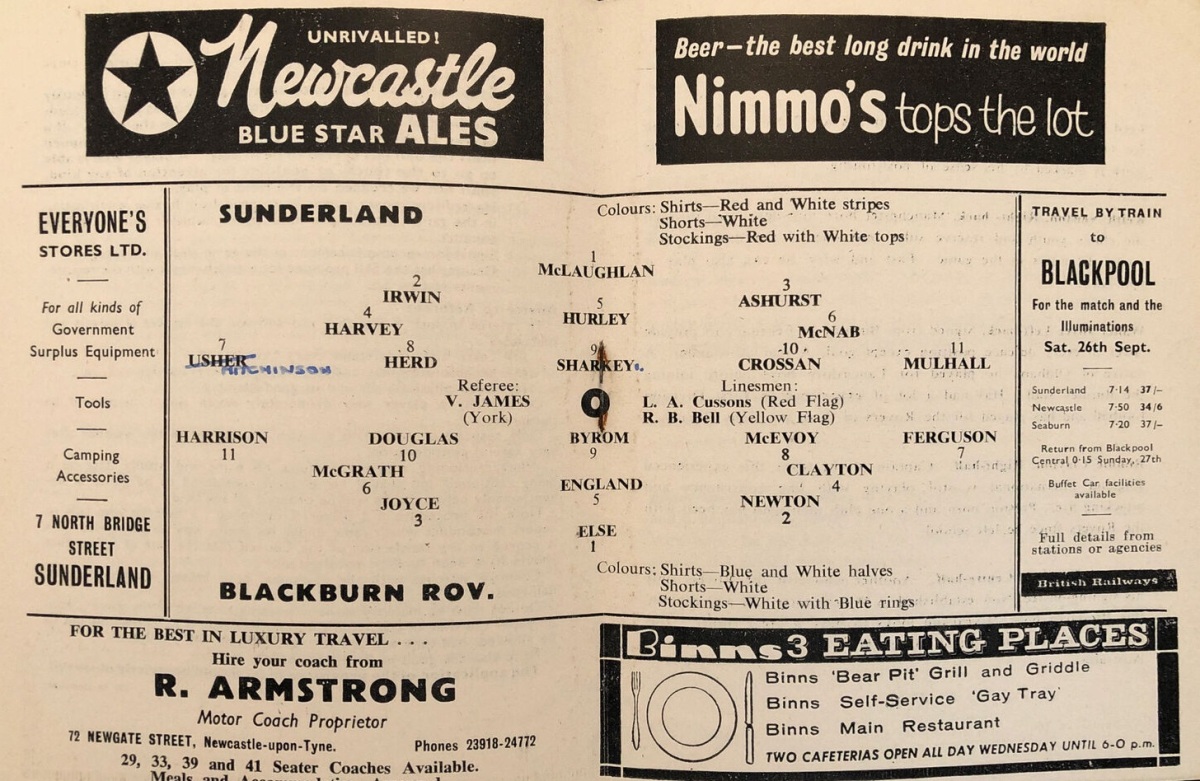 UNRIVALLED!
Newcastle
BLUE STAR ALES
Beer—the best long drink in the world
Nimmo's tops the lot
EVERYONE'S
STORES LTD.
For all kinds of
Government
Surplus Equipment
Tools
Camping
Accessories
7 NORTH BRIDGE
STREET
SUNDERLAND
SUNDERLAND
Colours: Shirts—Red and White stripes
Shorts—White
Stockings—Red with White tops
1
McLAUGHLAN
2
IRWIN
3
ASHURST
4
HARVEY
5
HURLEY
6
McNAB
7
USHER
HITCHINSON
8
HERD
9
SHARKEY
10
CROSSAN
11
MULHALL
Referee:
V. JAMES
(York)
Linesmen:
L. A. Cussons (Red Flag)
R. B. Bell (Yellow Flag)
HARRISON
11
DOUGLAS
10
BYROM
9
McEVOY
8
FERGUSON
7
McGRATH
6
ENGLAND
5
CLAYTON
4
JOYCE
3
NEWTON
2
ELSE
1
BLACKBURN ROV.
Colours: Shirts—Blue and White halves
Shorts—White
Stockings—White with Blue rings
TRAVEL BY TRAIN
to
BLACKPOOL
For the match and the
Illuminations
Sat. 26th Sept.
Sunderland 7·14 37/-
Newcastle 7·50 34/6
Seaburn 7·20 37/-
Return from Blackpool
Central 0·15 Sunday, 27th
Buffet Car facilities
available
Full details from
stations or agencies
British Railways
FOR THE BEST IN LUXURY TRAVEL . . .
Hire your coach from
R. ARMSTRONG
Motor Coach Proprietor
72 NEWGATE STREET, Newcastle-upon-Tyne. Phones 23918-24772
29, 33, 39 and 41 Seater Coaches Available.
Meals and
Binns 3 EATING PLACES
Binns 'Bear Pit' Grill and Griddle
Binns Self-Service 'Gay Tray'
Binns Main Restaurant
TWO CAFETERIAS OPEN ALL DAY WEDNESDAY UNTIL 6-0 p.m.